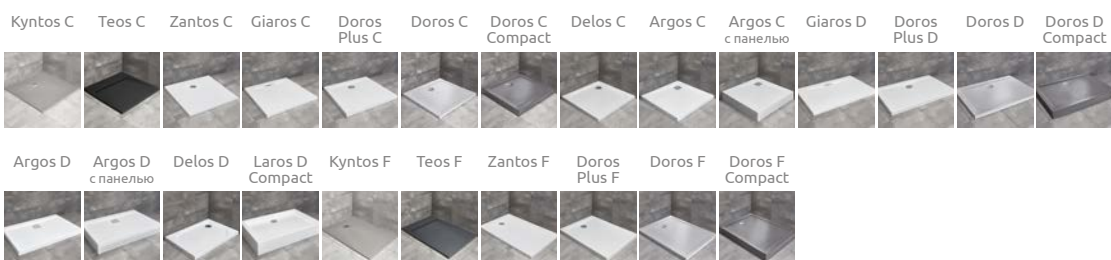 Kyntos C
Teos C
Zantos C
Giaros C
Doros
Plus C
Doros C
Doros C
Compact
Delos C
Argos C
Argos C
с панелью
Giaros D
Doros
Plus D
Doros D
Doros D
Compact
Argos D
Argos D
с панелью
Delos D
Laros D
Compact
Kyntos F
Teos F
Zantos F
Doros
Plus F
Doros F
Doros F
Compact